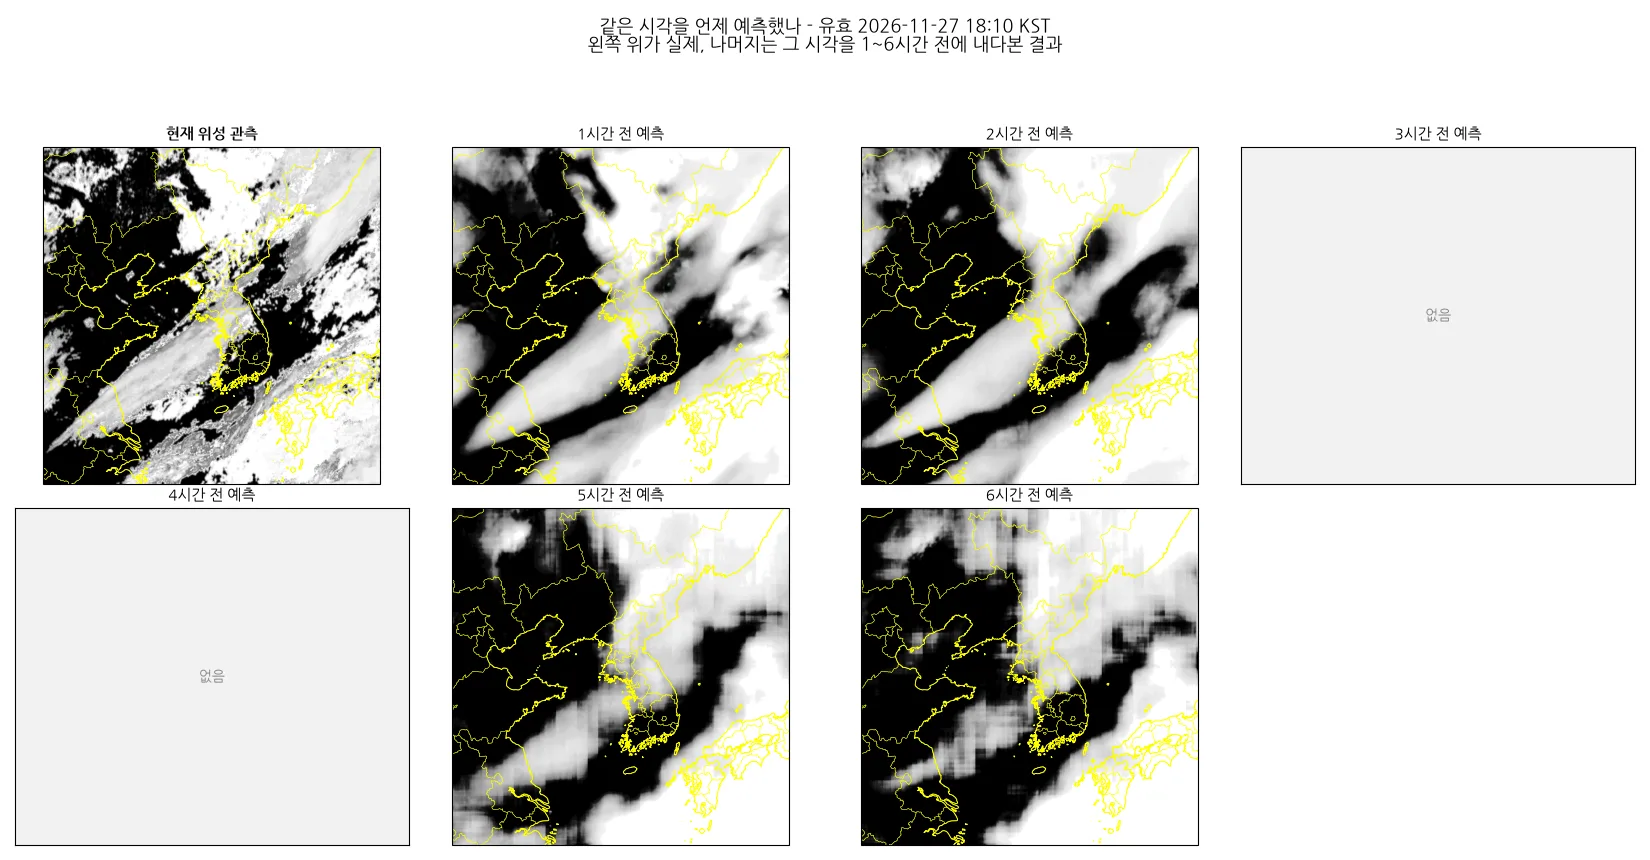 같은 시각을 언제 예측했나 - 유효 2026-11-27 18:10 KST
왼쪽 위가 실제, 나머지는 그 시각을 1~6시간 전에 내다본 결과
현재 위성 관측
1시간 전 예측
2시간 전 예측
3시간 전 예측
없음
4시간 전 예측
5시간 전 예측
6시간 전 예측
없음